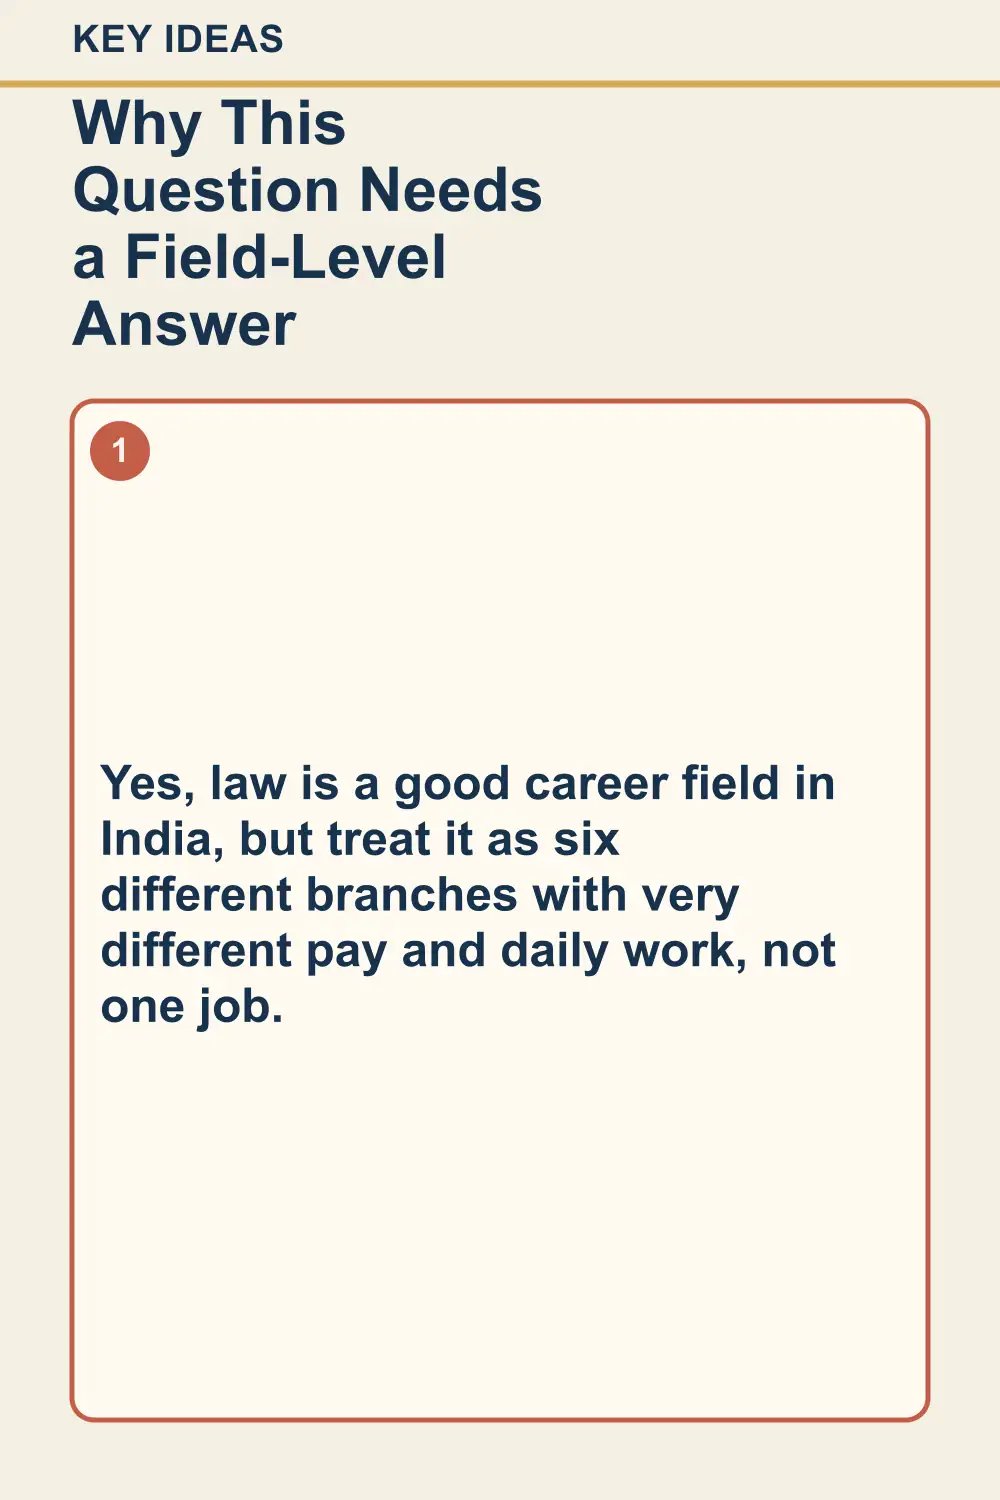 KEY IDEAS
Why This
Question Needs
a Field-Level
Answer
1
Yes, law is a good career field in
India, but treat it as six
different branches with very
different pay and daily work, not
one job.